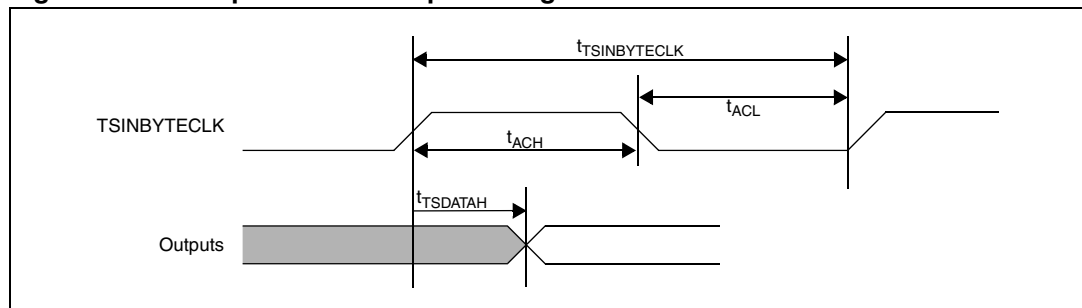 tTSINBYTECLK
tACL
TSINBYTECLK
tACH
tTSDATAH
Outputs